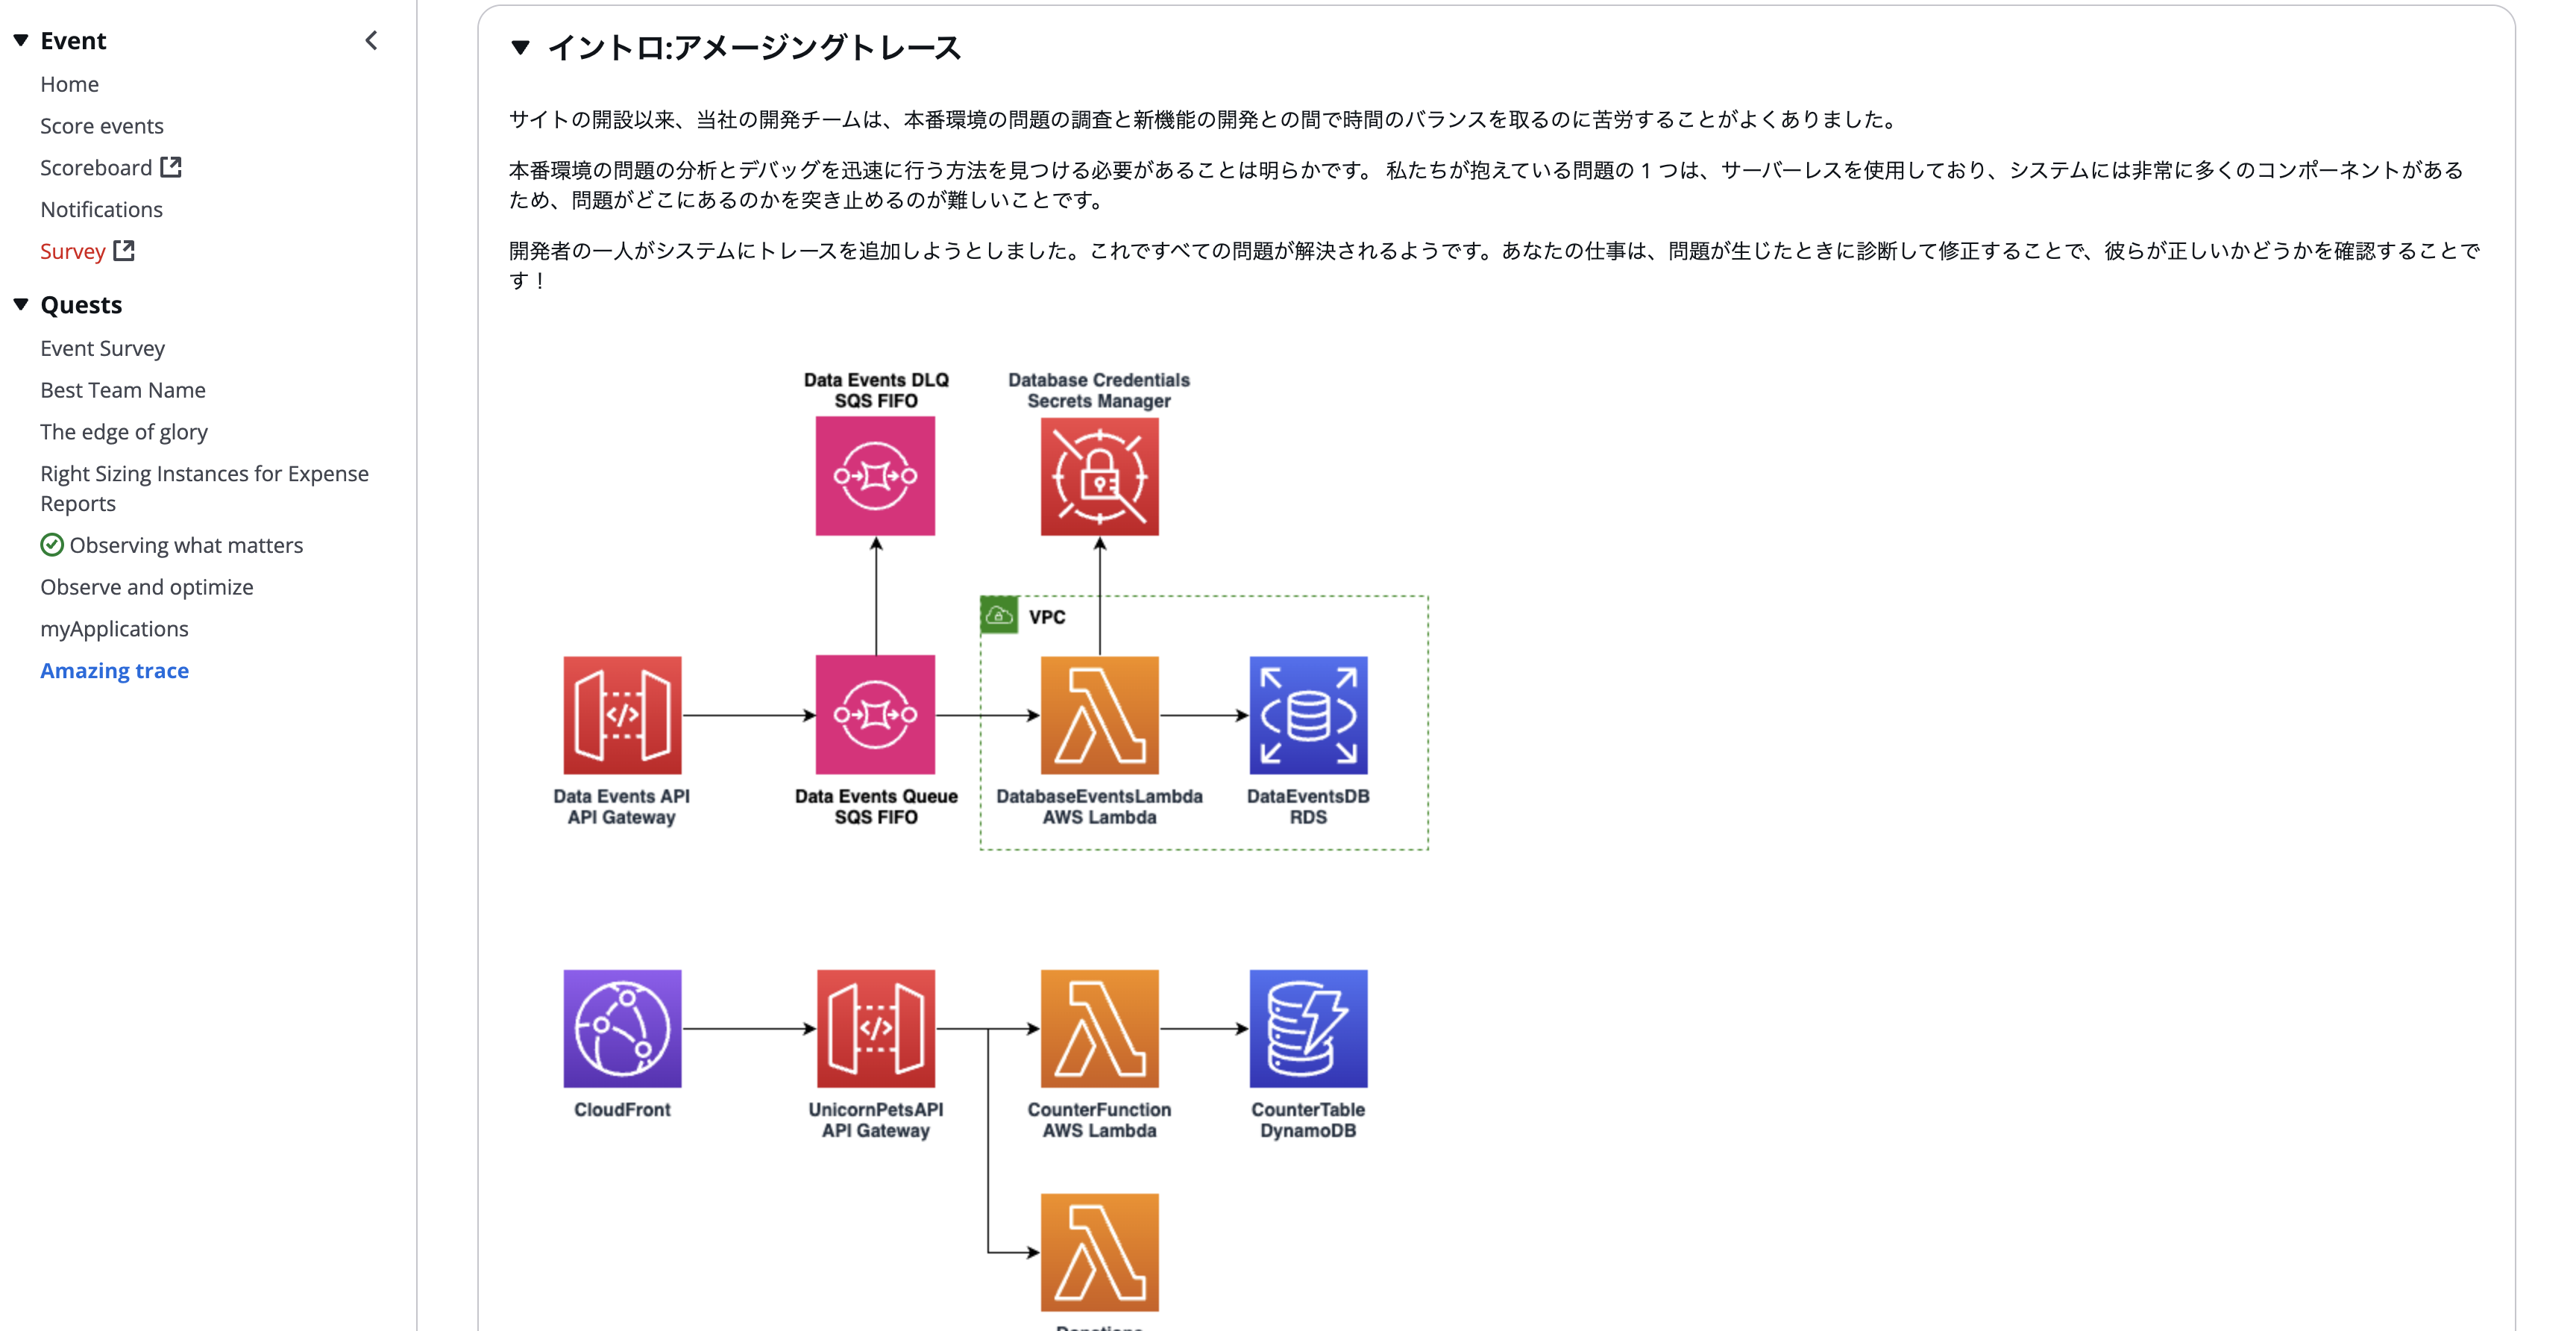 Event
Home
Score events
Scoreboard
Notifications
Survey
Quests
Event Survey
Best Team Name
The edge of glory
Right Sizing Instances for Expense
Reports
Observing what matters
Observe and optimize
myApplications
Amazing trace
イントロ:アメージングトレース
サイトの開設以来、当社の開発チームは、本番環境の問題の調査と新機能の開発との間で時間のバランスを取るのに苦労することがよくありました。
本番環境の問題の分析とデバッグを迅速に行う方法を見つける必要があることは明らかです。 私たちが抱えている問題の 1 つは、サーバーレスを使用しており、システムには非常に多くのコンポーネントがある
ため、問題がどこにあるのかを突き止めるのが難しいことです。
開発者の一人がシステムにトレースを追加しようとしました。これですべての問題が解決されるようです。あなたの仕事は、問題が生じたときに診断して修正することで、彼らが正しいかどうかを確認することで
す！
Data Events DLQ
SQS FIFO
Database Credentials
Secrets Manager
VPC
Data Events API
API Gateway
Data Events Queue
SQS FIFO
DatabaseEventsLambda
AWS Lambda
DataEventsDB
RDS
CloudFront
UnicornPetsAPI
API Gateway
CounterFunction
AWS Lambda
CounterTable
DynamoDB